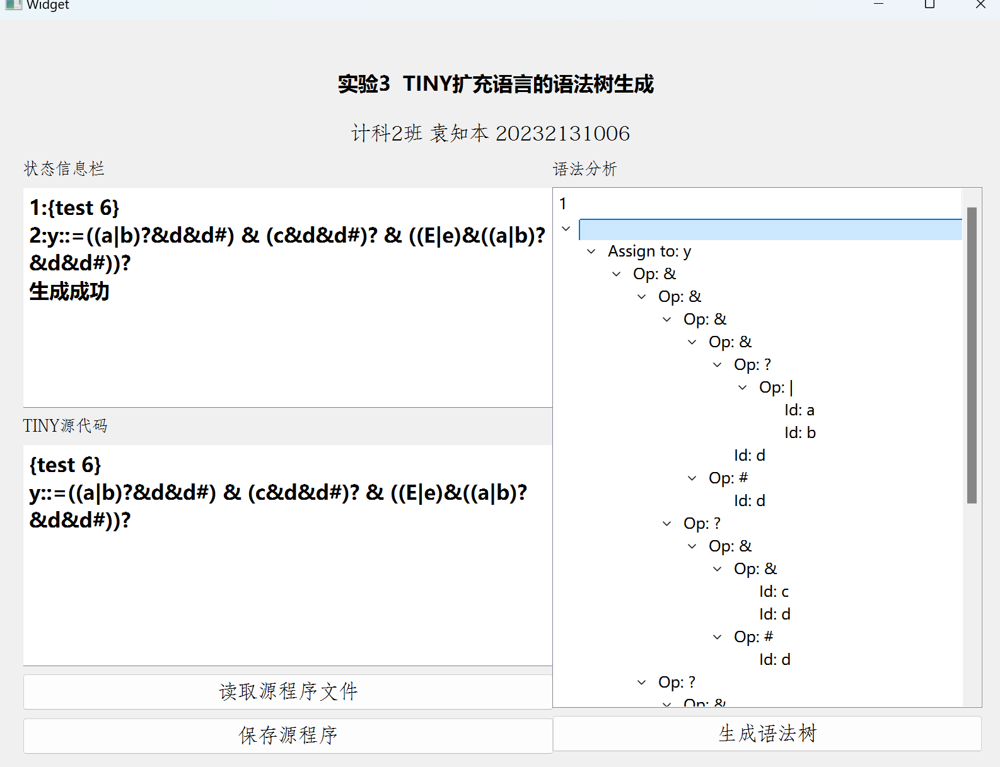 Widget
实验3  TINY扩充语言的语法树生成
计科2班 袁知本 20232131006
状态信息栏
1:{test 6}
2:y::=((a|b)?&d&d#) & (c&d&d#)? & ((E|e)&((a|b)?
&d&d#))?
生成成功
TINY源代码
{test 6}
y::=((a|b)?&d&d#) & (c&d&d#)? & ((E|e)&((a|b)?
&d&d#))?
读取源程序文件
保存源程序
语法分析
1
Assign to: y
Op: &
Op: &
Op: &
Op: &
Op: ?
Op: |
Id: a
Id: b
Id: d
Op: #
Id: d
Op: ?
Op: &
Op: &
Id: c
Id: d
Op: #
Id: d
Op: ?
Op: &
生成语法树